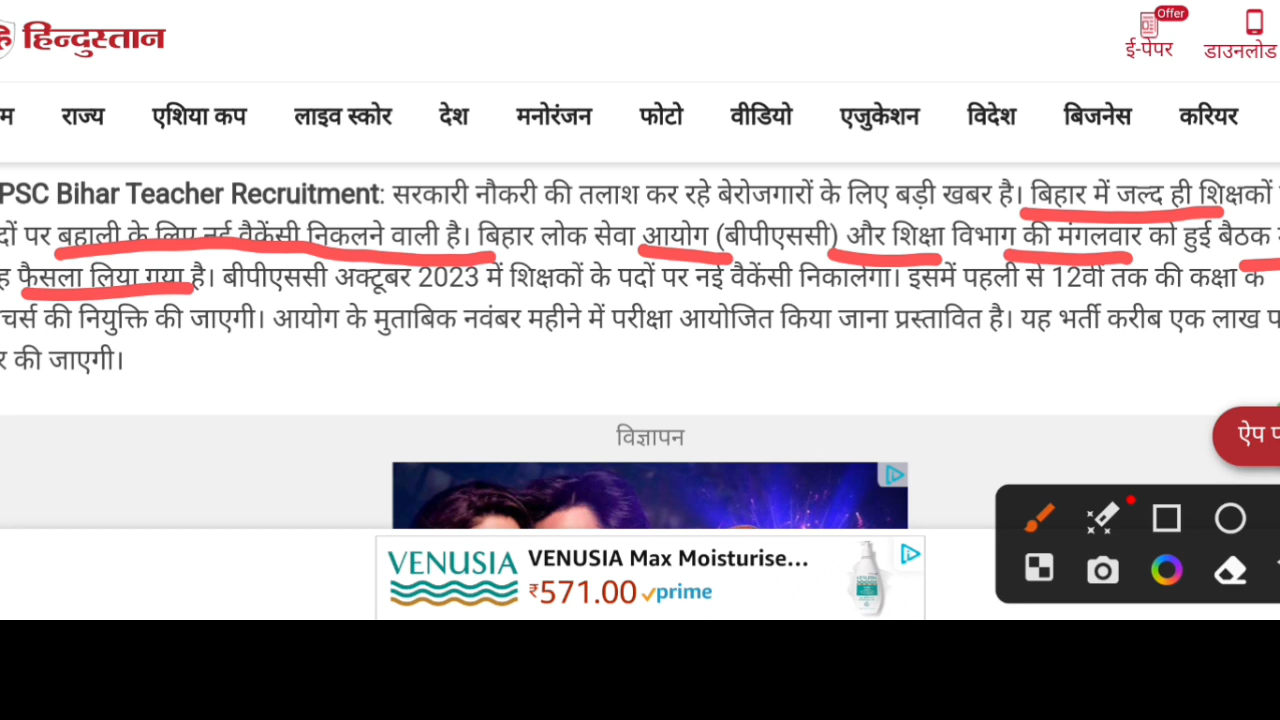 हिन्दुस्तान
Offer
ई-पेपर
डाउनलोड
राज्य एशिया कप लाइव स्कोर देश मनोरंजन फोटो वीडियो एजुकेशन विदेश बिजनेस करियर
PSC Bihar Teacher Recruitment: सरकारी नौकरी की तलाश कर रहे बेरोजगारों के लिए बड़ी खबर है। बिहार में जल्द ही शिक्षकों
दों पर बहाली के लिए नई वैकेंसी निकलने वाली है। बिहार लोक सेवा आयोग (बीपीएससी) और शिक्षा विभाग की मंगलवार को हुई बैठक
ह फैसला लिया गया है। बीपीएससी अक्टूबर 2023 में शिक्षकों के पदों पर नई वैकेंसी निकालेगा। इसमें पहली से 12वीं तक की कक्षा के
चर्स की नियुक्ति की जाएगी। आयोग के मुताबिक नवंबर महीने में परीक्षा आयोजित किया जाना प्रस्तावित है। यह भर्ती करीब एक लाख
र की जाएगी।
विज्ञापन
ऐप
VENUSIA VENUSIA Max Moisturise...
₹571.00 prime